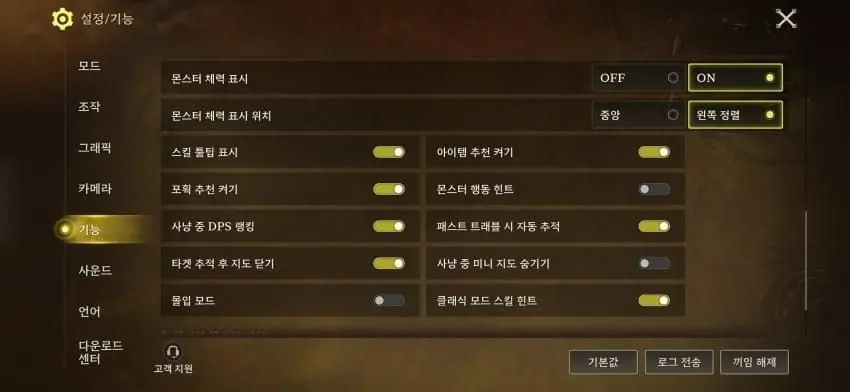 설정/기능
모드
조작
그래픽
카메라
기능
사운드
언어
다운로드
센터
몬스터 체력 표시
OFF
ON
몬스터 체력 표시 위치
중앙
왼쪽 정렬
스킬 툴팁 표시
아이템 추천 켜기
포획 추천 켜기
몬스터 행동 힌트
사냥 중 DPS 랭킹
패스트 트래블 시 자동 추적
타겟 추적 후 지도 닫기
사냥 중 미니 지도 숨기기
몰입 모드
클래식 모드 스킬 힌트
고객 지원
기본값
로그 전송
끼임 해제